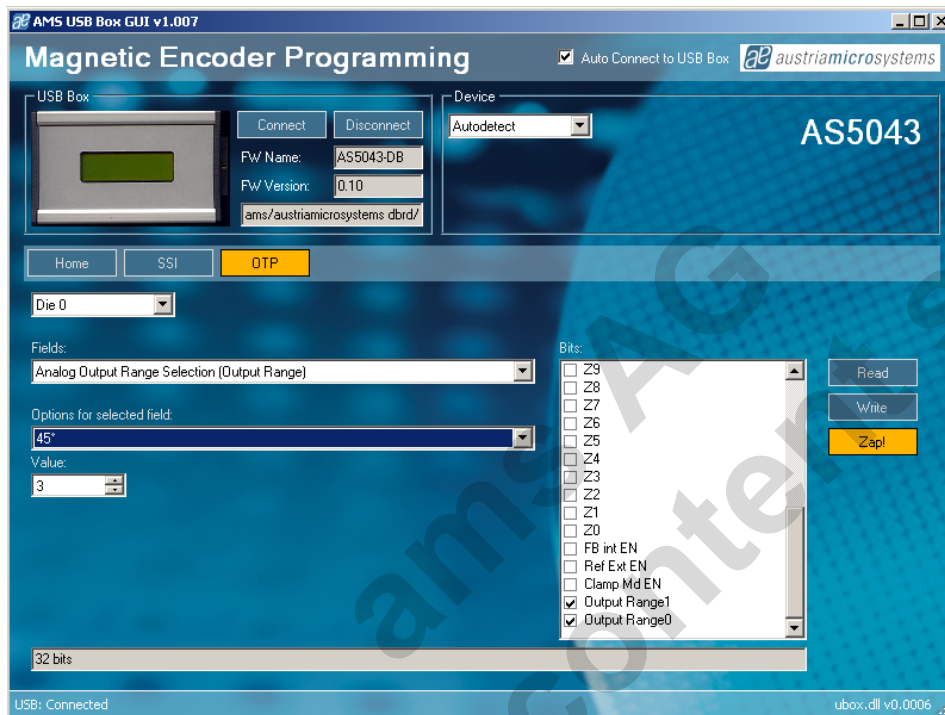 AMS USB Box GUI v1.007
Magnetic Encoder Programming
Auto Connect to USB Box
austriamicrosystems
USB Box
Connect
Disconnect
FW Name:
AS5043-DB
FW Version:
0.10
ams/austriamicrosystems dbrd/
Device
Autodetect
AS5043
Home
SSI
OTP
Die 0
Fields:
Analog Output Range Selection (Output Range)
Options for selected field:
45°
Value:
3
Bits:
Z9
Z8
Z7
Z6
Z5
Z4
Z3
Z2
Z1
Z0
FB int EN
Ref Ext EN
Clamp Md EN
Output Range1
Output Range0
Read
Write
Zap!
32 bits
USB: Connected
ubox.dll v0.0006
ams AG
content s